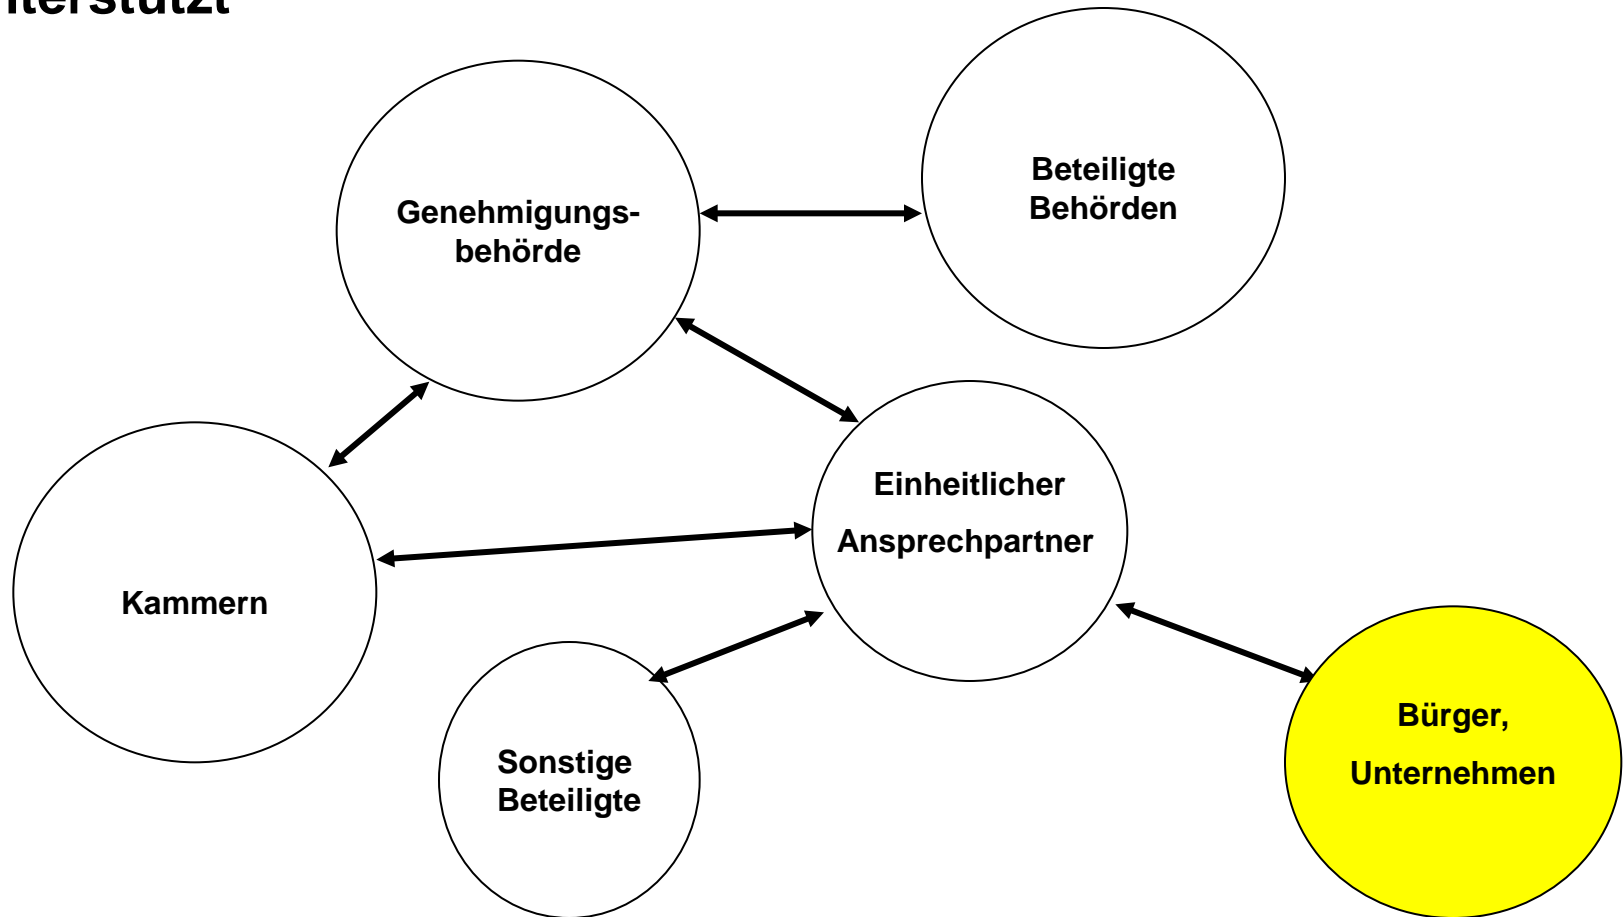 Beteiligte
Behörden
Genehmigungs-
behörde
Einheitlicher
Ansprechpartner
Kammern
Bürger,
Unternehmen
Sonstige
Beteiligte